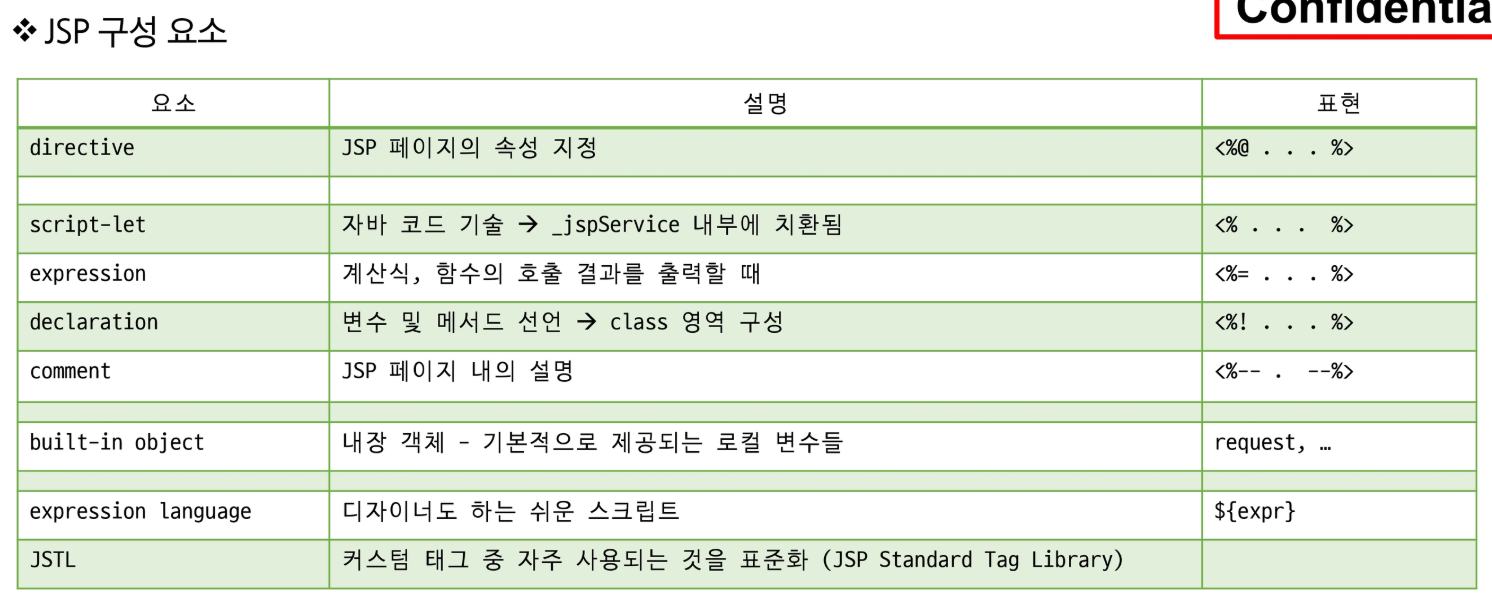 ❖ JSP 구성 요소
Confidentia
요소 설명 표현
directive JSP 페이지의 속성 지정 <%@ . . . %>
script-let 자바 코드 기술 → _jspService 내부에 치환됨 <% . . . %>
expression 계산식, 함수의 호출 결과를 출력할 때 <%= . . . %>
declaration 변수 및 메서드 선언 → class 영역 구성 <%! . . . %>
comment JSP 페이지 내의 설명 <%-- . --%>
built-in object 내장 객체 - 기본적으로 제공되는 로컬 변수들 request, …
expression language 디자이너도 하는 쉬운 스크립트 ${expr}
JSTL 커스텀 태그 중 자주 사용되는 것을 표준화 (JSP Standard Tag Library)